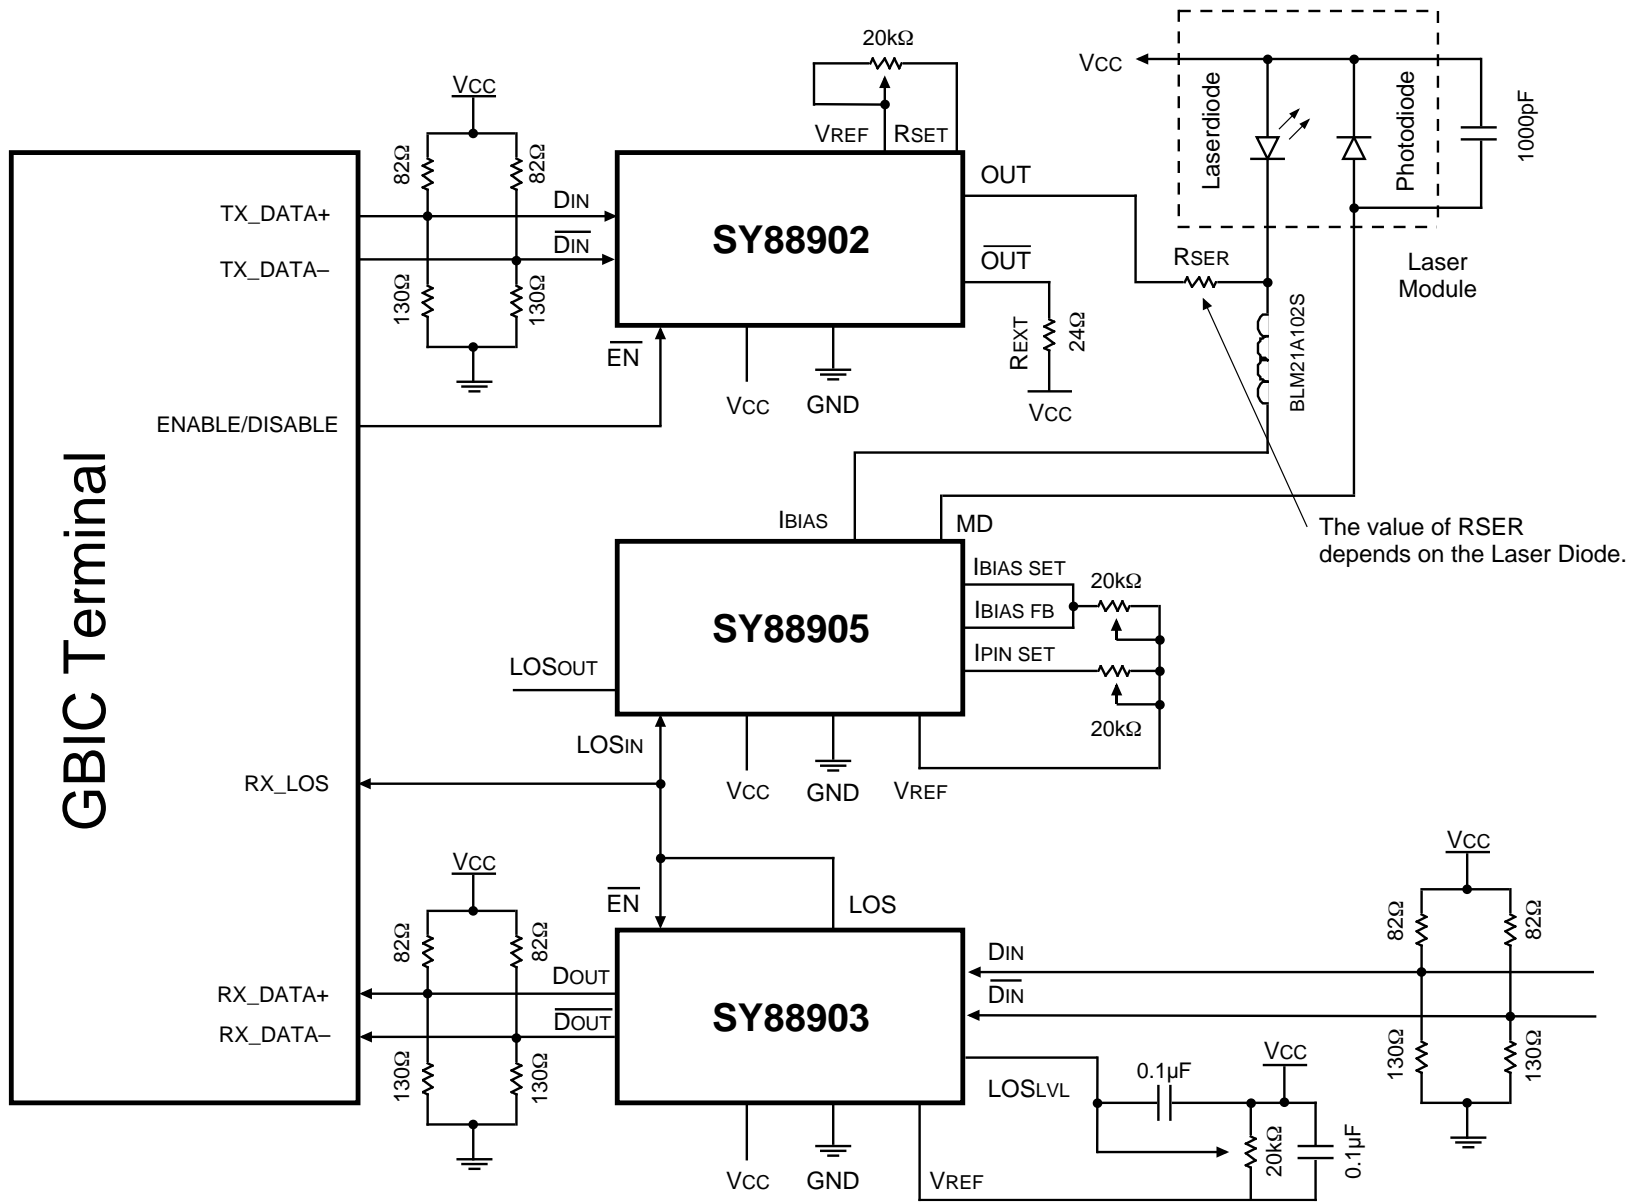 20kΩ
VCC
VREF
RSET
VCC
Laserdiode
Photodiode
1000pF
82Ω
82Ω
TX_DATA+
DIN
TX_DATA–
DIN
130Ω
130Ω
SY88902
OUT
OUT
RSER
Laser
Module
REXT
24Ω
VCC
BLM21A102S
EN
VCC
GND
ENABLE/DISABLE
GBIC Terminal
IBIAS
MD
The value of RSER
depends on the Laser Diode.
IBIAS SET
20kΩ
IBIAS FB
SY88905
IPIN SET
20kΩ
LOSOUT
LOSIN
RX_LOS
VCC
GND
VREF
VCC
82Ω
82Ω
EN
LOS
VCC
82Ω
82Ω
DOUT
RX_DATA+
DOUT
RX_DATA–
130Ω
130Ω
SY88903
DIN
DIN
130Ω
130Ω
LOSLVL
0.1µF
VCC
20kΩ
0.1µF
VCC
GND
VREF